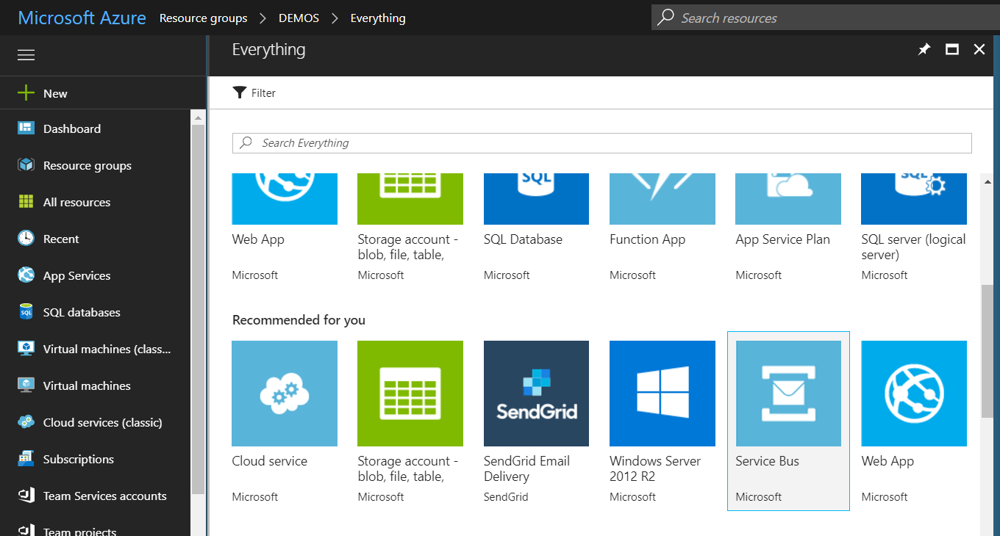 Microsoft Azure Resource groups > DEMOS > Everything
Search resources
Everything
New
Dashboard
Resource groups
All resources
Recent
App Services
SQL databases
Virtual machines (class...
Virtual machines
Cloud services (classic)
Subscriptions
Team Services accounts
Team projects
Filter
Search Everything
SQL
SQL
Web App
Microsoft
Storage account -
blob, file, table,
Microsoft
SQL Database
Microsoft
Function App
Microsoft
App Service Plan
Microsoft
SQL server (logical
server)
Microsoft
Recommended for you
Cloud service
Microsoft
Storage account -
blob, file, table,
Microsoft
SendGrid
SendGrid Email
Delivery
SendGrid
Windows Server
2012 R2
Microsoft
Service Bus
Microsoft
Web App
Microsoft